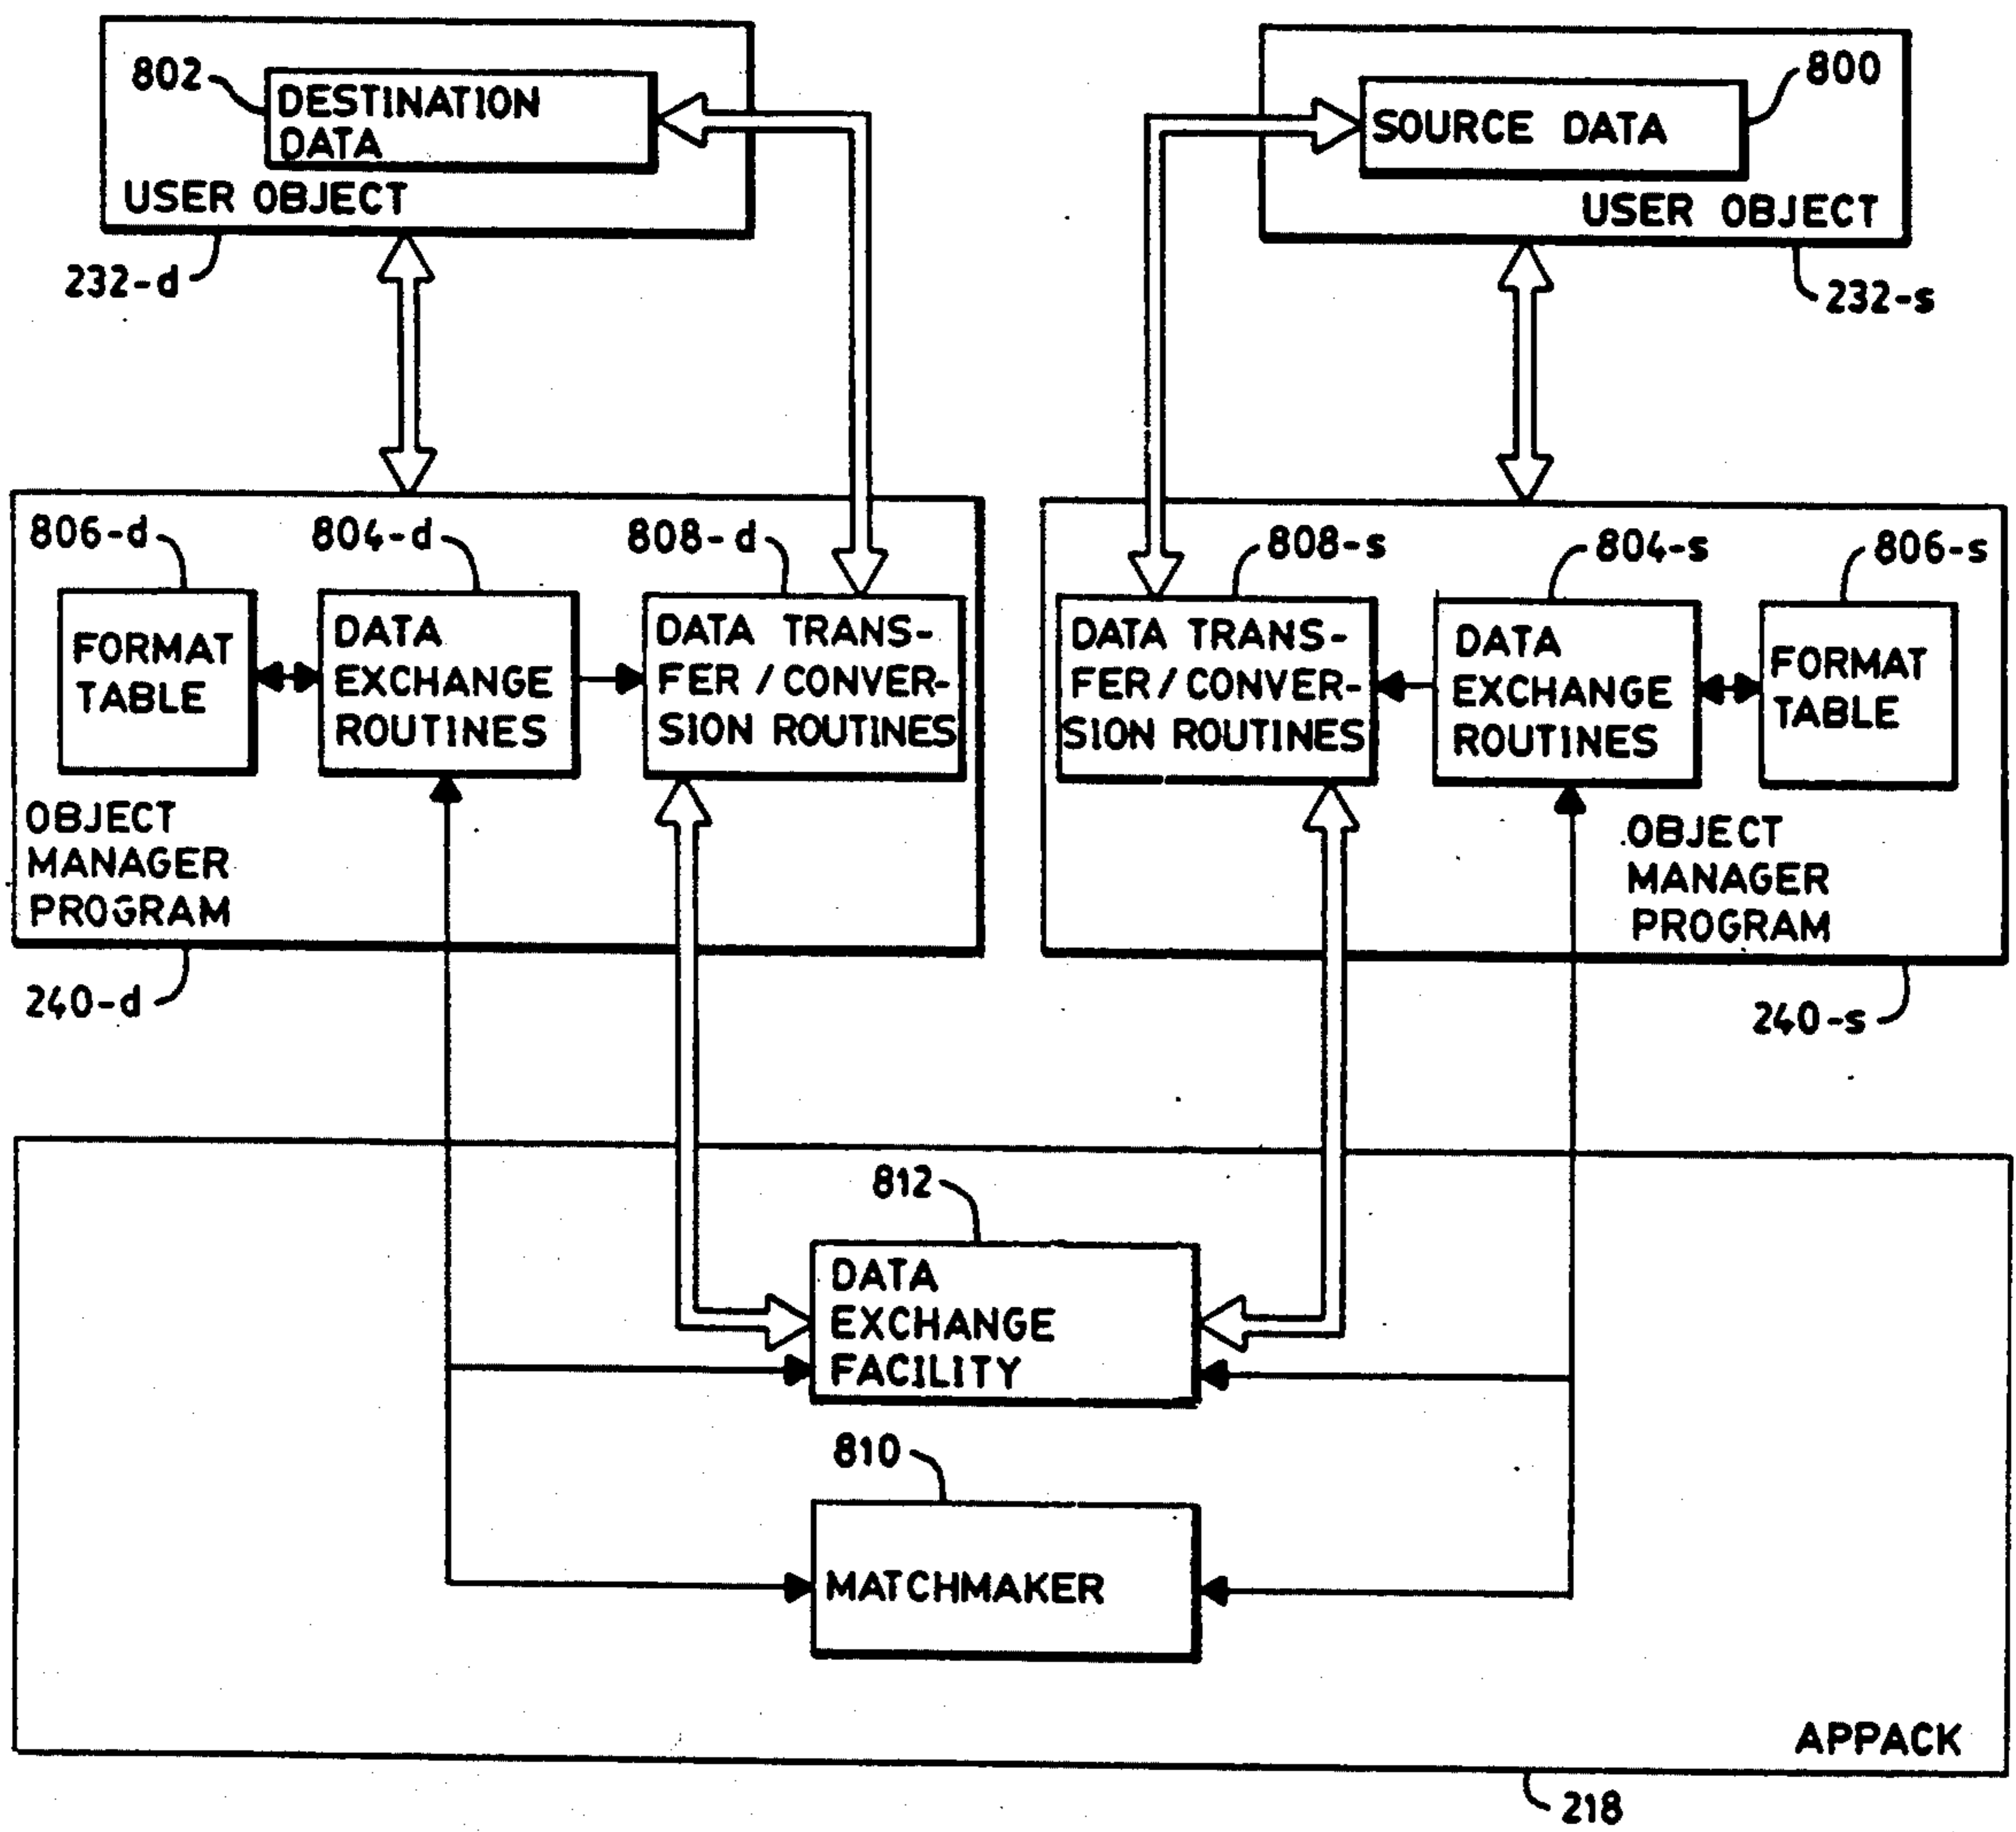 802
DESTINATION
DATA
USER OBJECT
232-d
800
SOURCE DATA
USER OBJECT
232-s
806-d
804-d
808-d
FORMAT
TABLE
DATA
EXCHANGE
ROUTINES
DATA TRANS-
FER / CONVER-
SION ROUTINES
OBJECT
MANAGER
PROGRAM
240-d
808-s
804-s
806-s
DATA TRANS-
FER / CONVER-
SION ROUTINES
DATA
EXCHANGE
ROUTINES
FORMAT
TABLE
OBJECT
MANAGER
PROGRAM
240-s
812
DATA
EXCHANGE
FACILITY
810
MATCHMAKER
APPACK
218